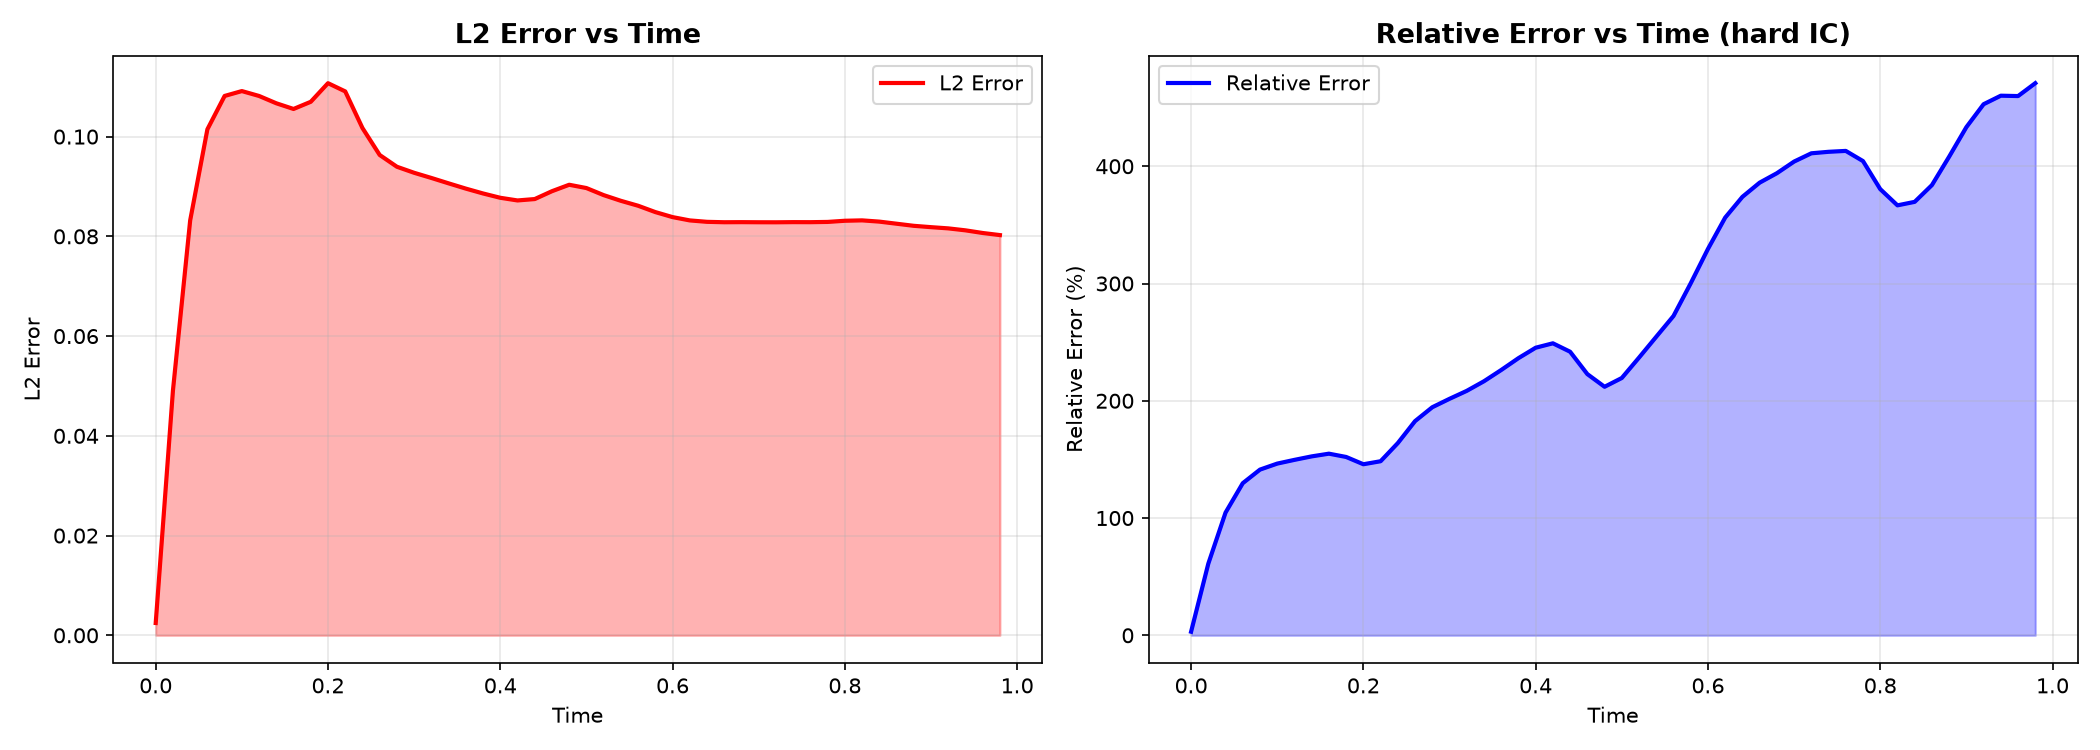 L2 Error vs Time
L2 Error
0.10
0.08
0.06
0.04
0.02
0.00
L2 Error
0.0 0.2 0.4 0.6 0.8 1.0
Time
Relative Error vs Time (hard IC)
Relative Error
400
300
200
100
0
Relative Error (%)
0.0 0.2 0.4 0.6 0.8 1.0
Time